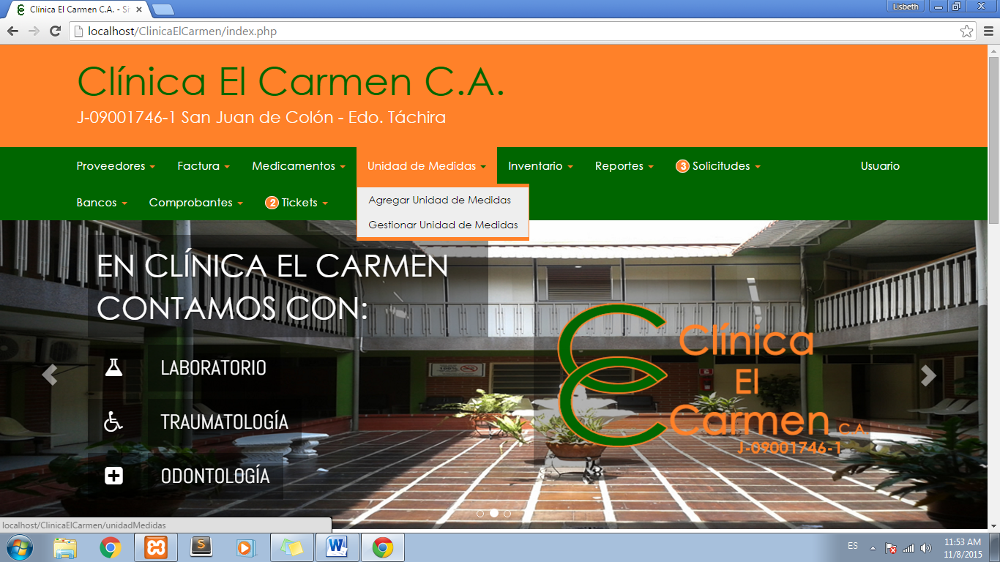 Clínica El Carmen C.A. - Si
Lisbeth
localhost/ClinicaElCarmen/index.php
Clínica El Carmen C.A.
J-09001746-1 San Juan de Colón - Edo. Táchira
Proveedores Factura Medicamentos Unidad de Medidas Inventario Reportes 3 Solicitudes Usuario
Bancos Comprobantes 2 Tickets
Agregar Unidad de Medidas
Gestionar Unidad de Medidas
EN CLÍNICA EL CARMEN
CONTAMOS CON:
LABORATORIO
TRAUMATOLOGÍA
ODONTOLOGÍA
Clínica
El
Carmen C.A.
J-09001746-1
localhost/ClinicaElCarmen/unidadMedidas
ES
11:53 AM
11/8/2015